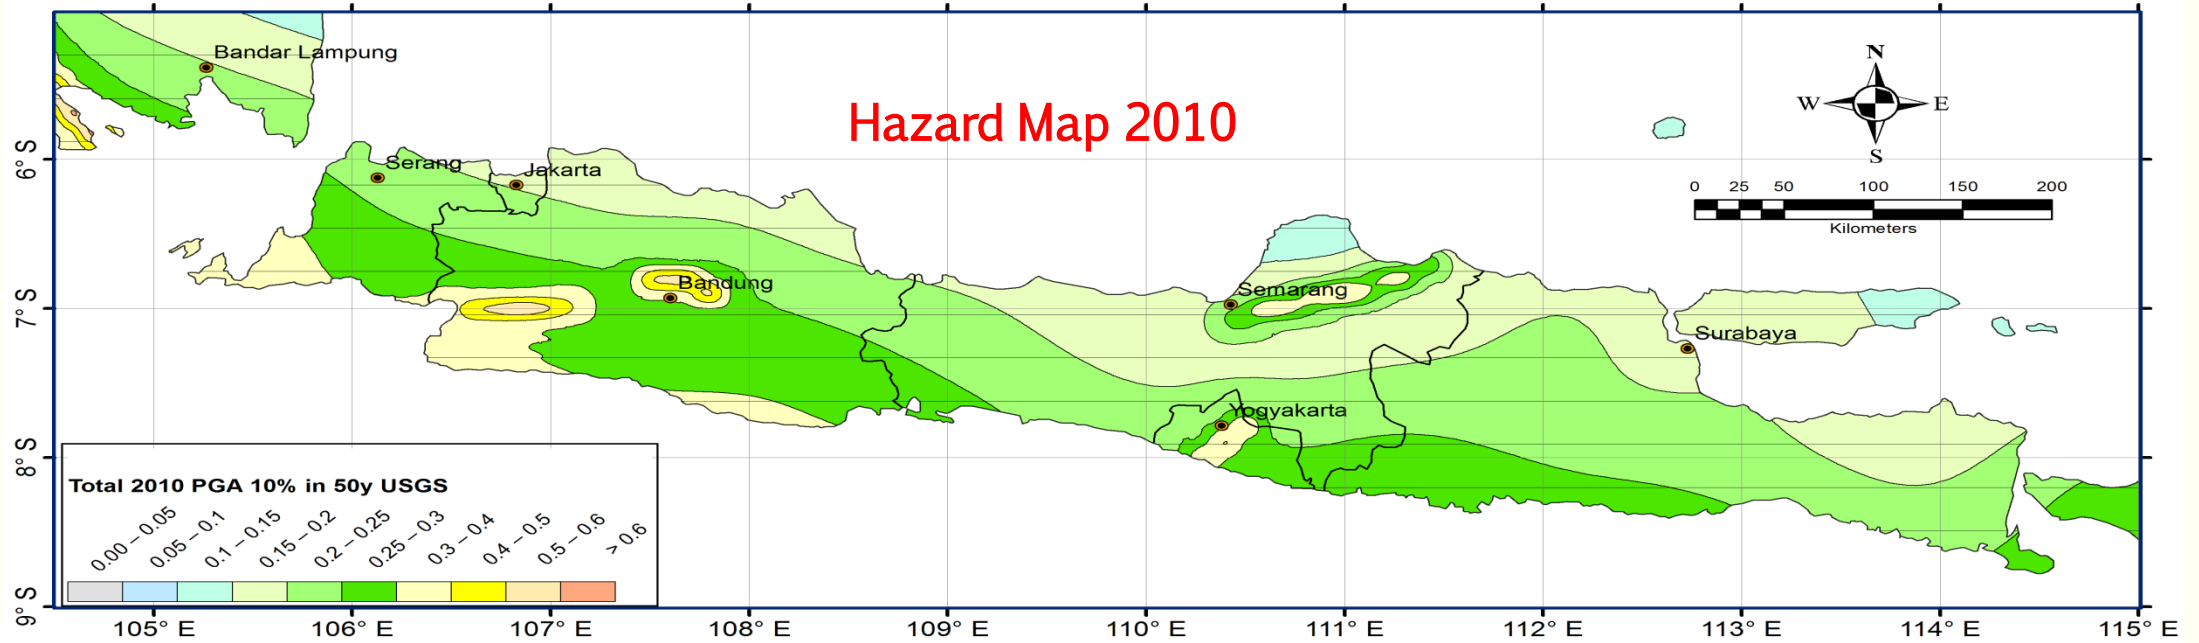 Bandar Lampung
Hazard Map 2010
N
W E
S
6° S
Serang
Jakarta
0 25 50 100 150 200
Kilometers
7° S
Bandung
Semarang
Surabaya
Yogyakarta
8° S
Total 2010 PGA 10% in 50y USGS
0.00 – 0.05
0.05 – 0.1
0.1 – 0.15
0.15 – 0.2
0.2 – 0.25
0.25 – 0.3
0.3 – 0.4
0.4 – 0.5
0.5 – 0.6
> 0.6
9° S
105° E 106° E 107° E 108° E 109° E 110° E 111° E 112° E 113° E 114° E 115° E